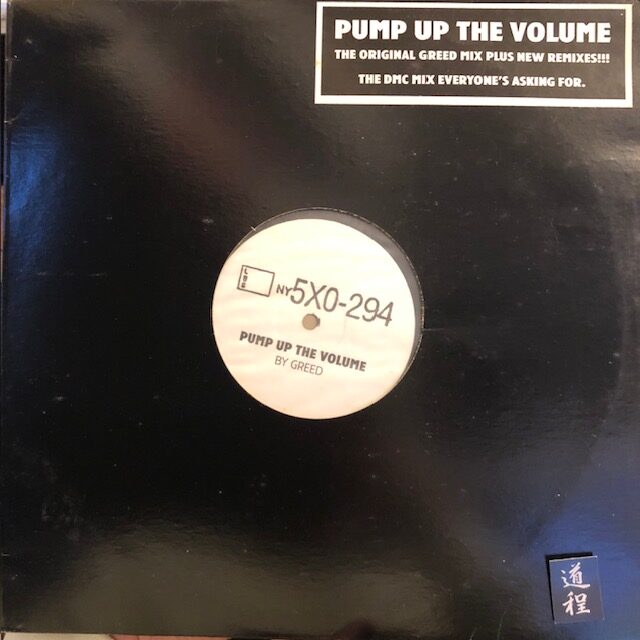 PUMP UP THE VOLUME
THE ORIGINAL GREED MIX PLUS NEW REMIXES!!!
THE DMC MIX EVERYONE'S ASKING FOR.
NY5X0-294
PUMP UP THE VOLUME
BY GREED
道程